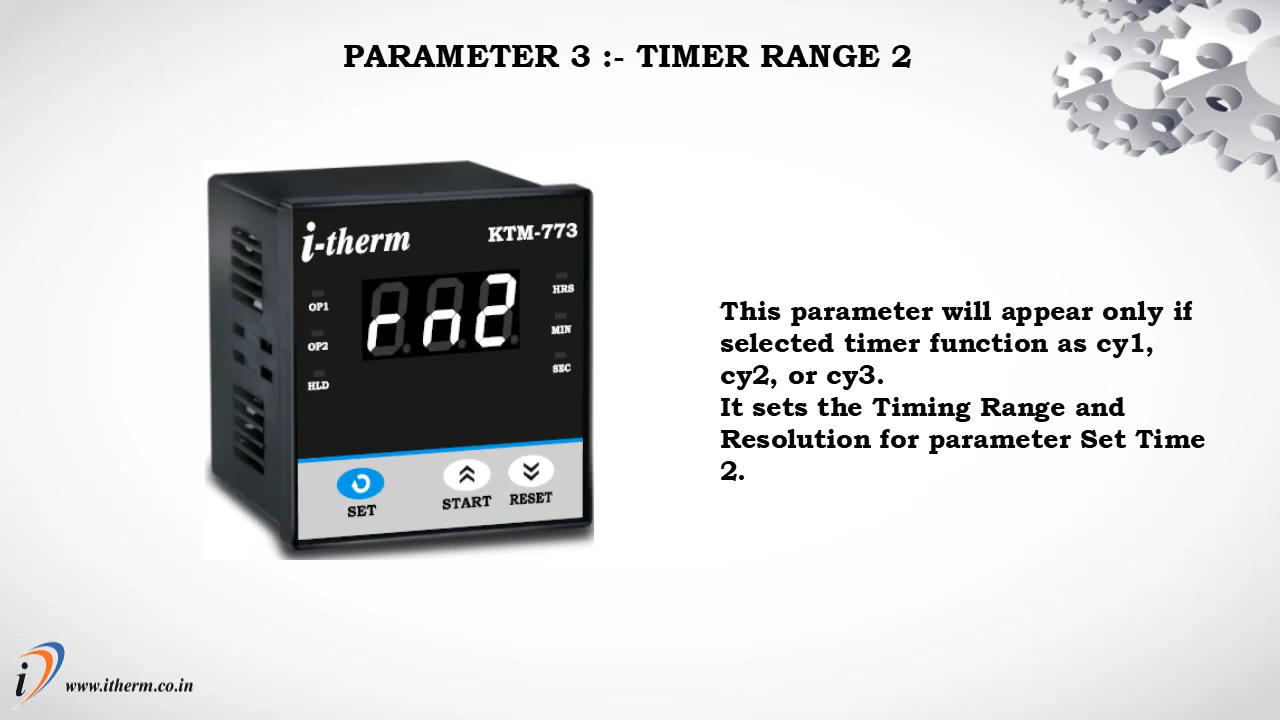 PARAMETER 3 :- TIMER RANGE 2
i-therm
KTM-773
OP1
OP2
HLD
rn2
HRS
MIN
SEC
SET
START
RESET
This parameter will appear only if
selected timer function as cy1,
cy2, or cy3.
It sets the Timing Range and
Resolution for parameter Set Time
2.
i
www.itherm.co.in